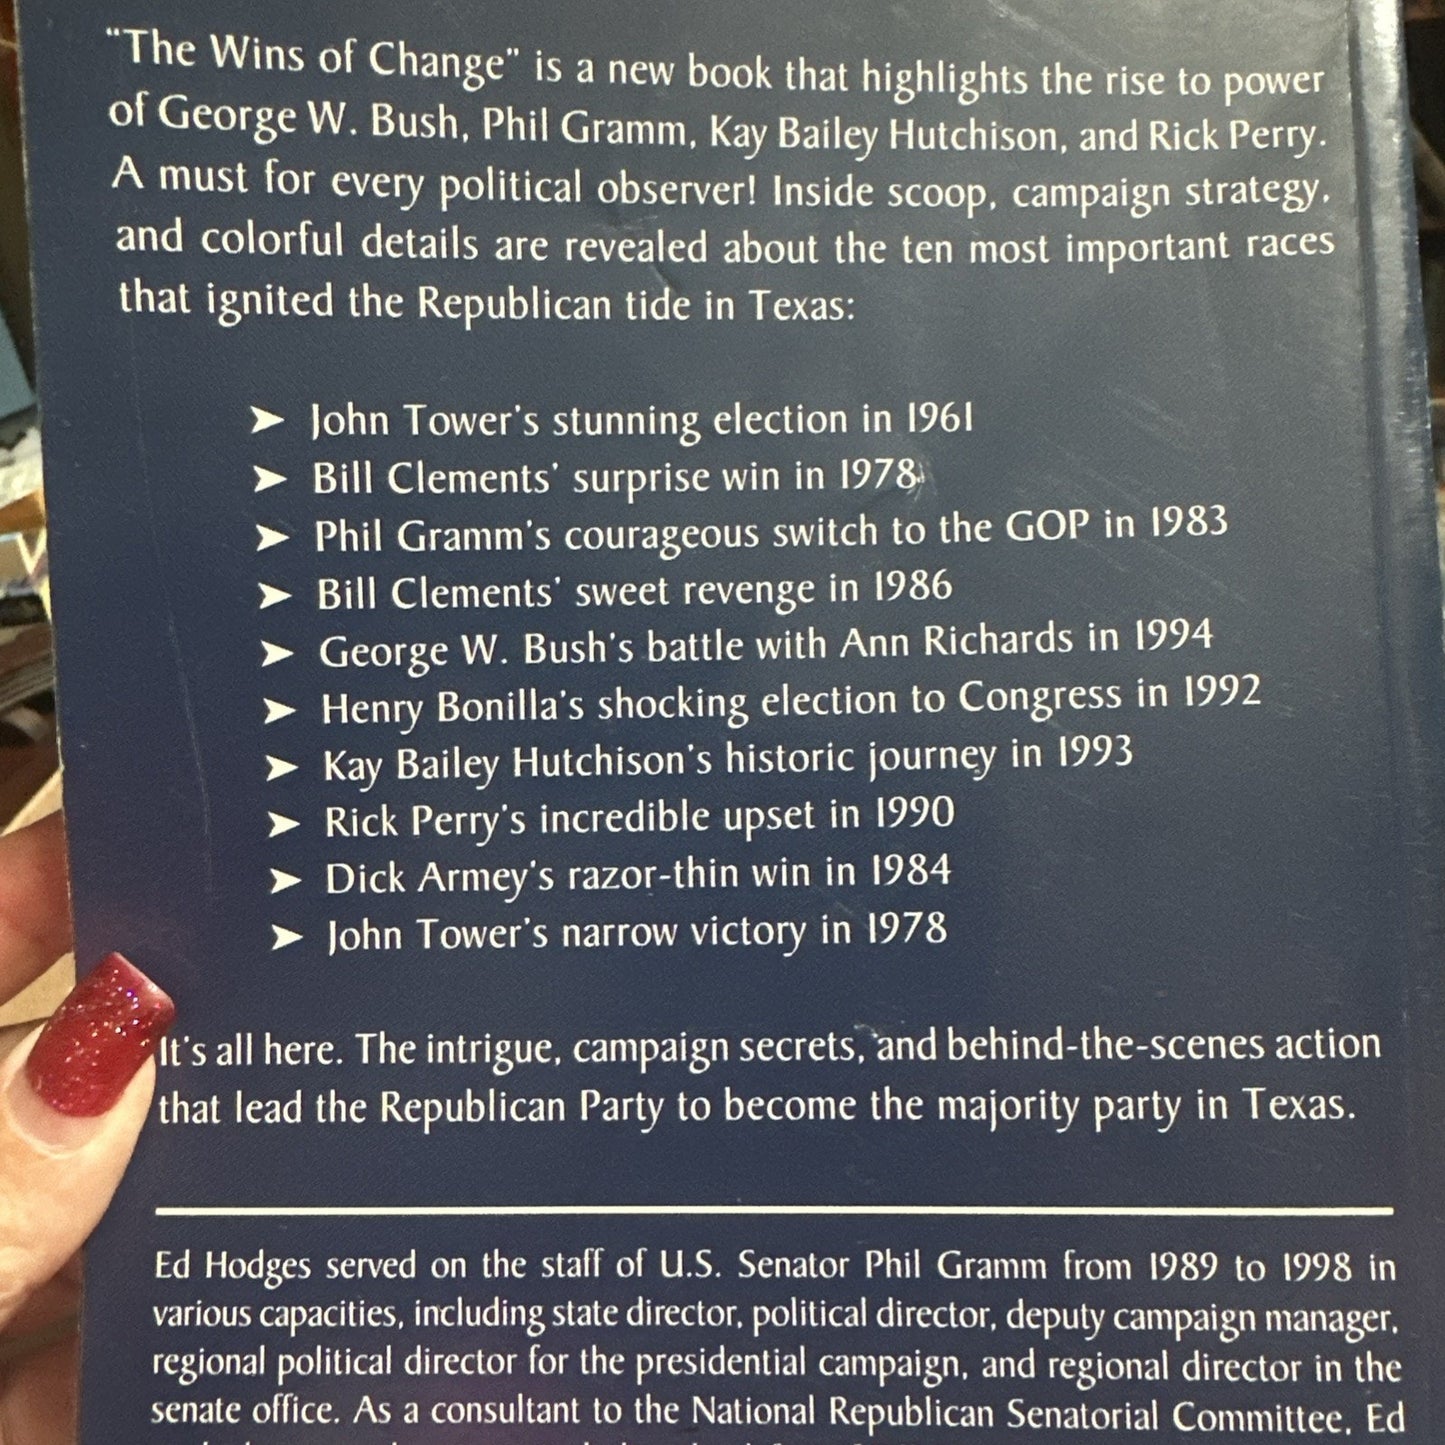 "The Wins of Change" is a new book that highlights the rise to power
of George W. Bush, Phil Gramm, Kay Bailey Hutchison, and Rick Perry.
A must for every political observer! Inside scoop, campaign strategy,
and colorful details are revealed about the ten most important races
that ignited the Republican tide in Texas:
➤ John Tower's stunning election in 1961
➤ Bill Clements' surprise win in 1978
➤ Phil Gramm's courageous switch to the GOP in 1983
➤ Bill Clements' sweet revenge in 1986
➤ George W. Bush's battle with Ann Richards in 1994
➤ Henry Bonilla's shocking election to Congress in 1992
➤ Kay Bailey Hutchison's historic journey in 1993
➤ Rick Perry's incredible upset in 1990
➤ Dick Armey's razor-thin win in 1984
➤ John Tower's narrow victory in 1978
It's all here. The intrigue, campaign secrets, and behind-the-scenes action
that lead the Republican Party to become the majority party in Texas.
Ed Hodges served on the staff of U.S. Senator Phil Gramm from 1989 to 1998 in
various capacities, including state director, political director, deputy campaign manager,
regional political director for the presidential campaign, and regional director in the
senate office. As a consultant to the National Republican Senatorial Committee, Ed